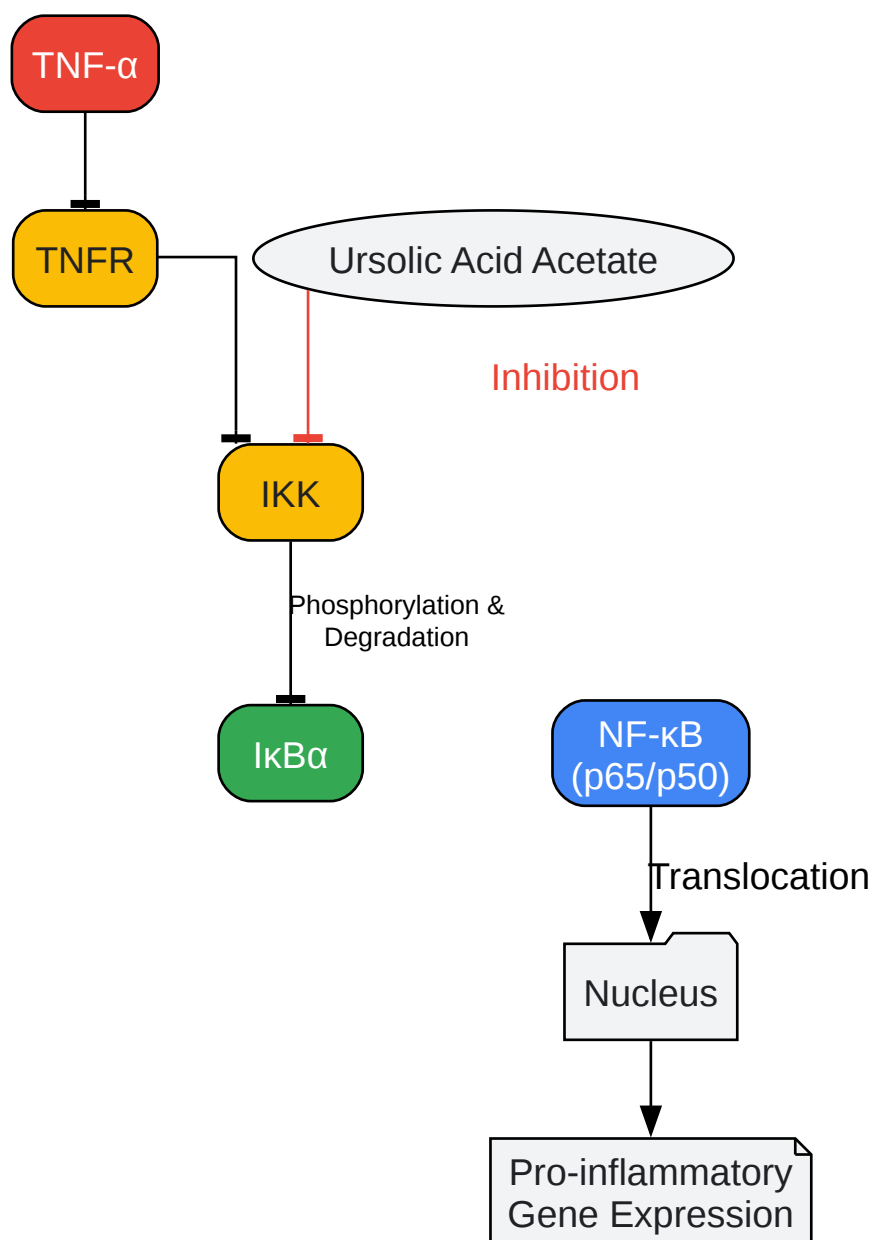 TNF-α
TNFR
Ursolic Acid Acetate
Inhibition
IKK
Phosphorylation &
Degradation
IκBα
NF-κB
(p65/p50)
Translocation
Nucleus
Pro-inflammatory
Gene Expression